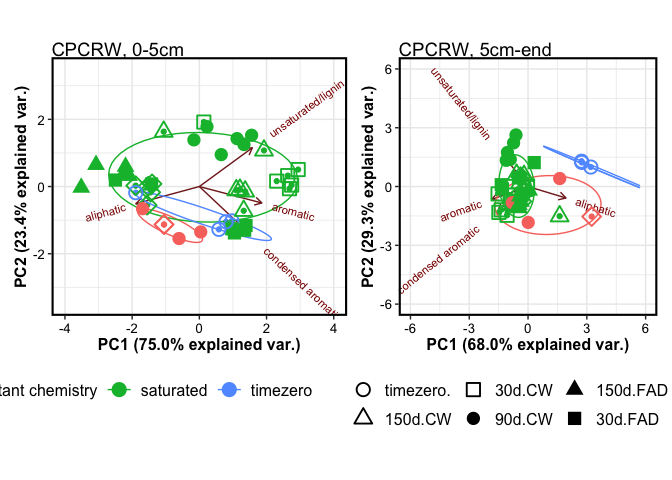 CPCRW, 0-5cm
CPCRW, 5cm-end
PC2 (23.4% explained var.)
2
0
-2
unsaturated/lignin
aliphatic
aromatic
condensed aromatic
-4
-2
0
2
4
PC1 (75.0% explained var.)
PC2 (29.3% explained var.)
6
3
0
-3
-6
unsaturated/lignin
aromatic
aliphatic
condensed aromatic
-6
-3
0
3
6
PC1 (68.0% explained var.)
tant chemistry
saturated
timezero
timezero.
30d.CW
150d.FAD
150d.CW
90d.CW
30d.FAD